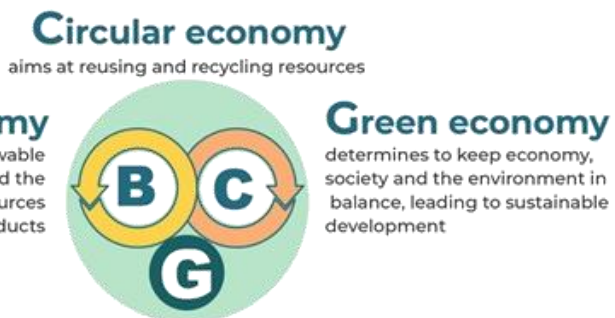 Circular economy
aims at reusing and recycling resources
my
wable
d the
urces
ducts
B C
G
Green economy
determines to keep economy,
society and the environment in
balance, leading to sustainable
development